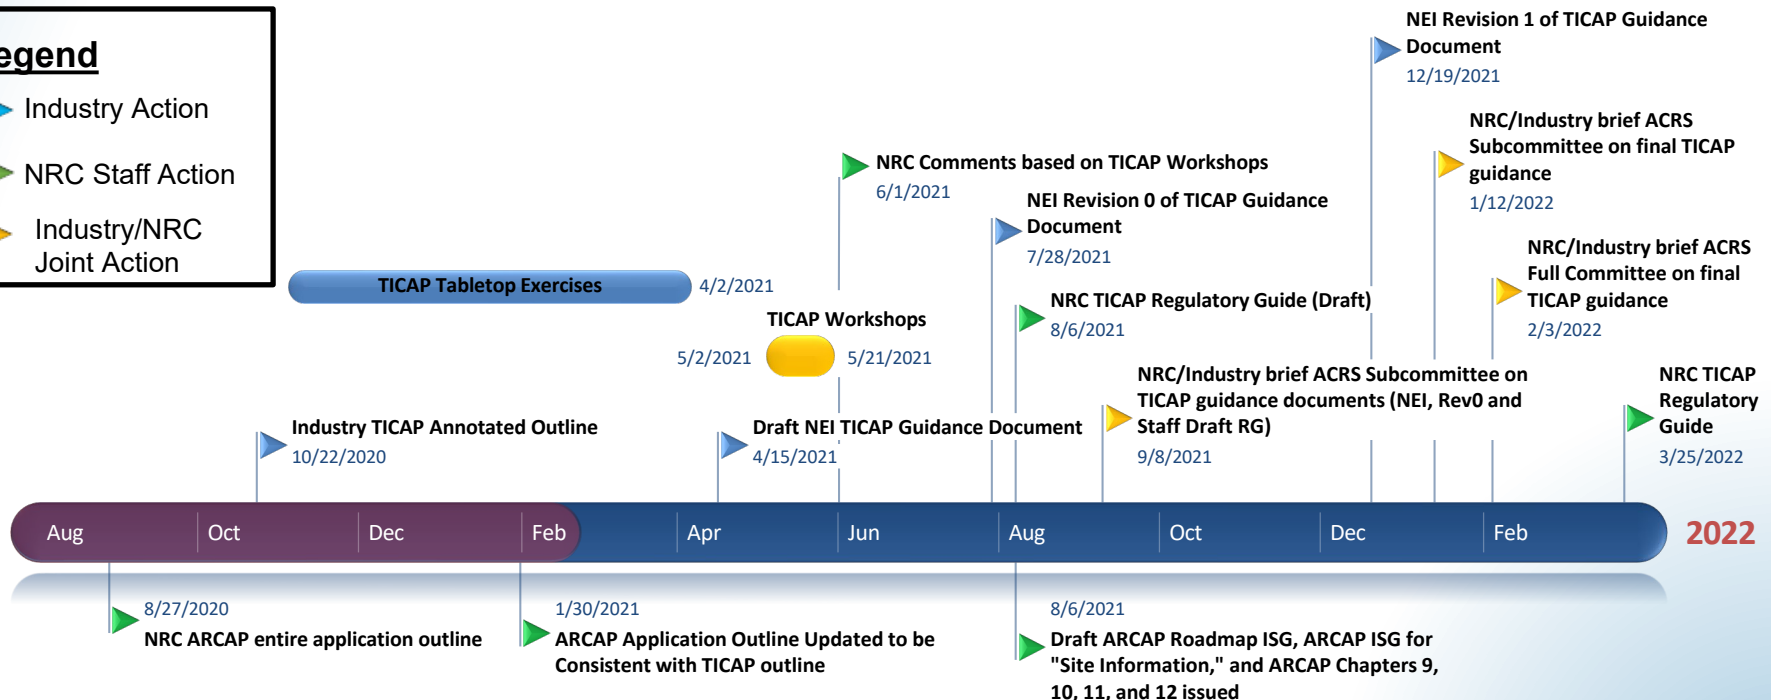 egend
Industry Action
NRC Staff Action
Industry/NRC
Joint Action
NEI Revision 1 of TICAP Guidance
Document
12/19/2021
NRC/Industry brief ACRS
Subcommittee on final TICAP
guidance
1/12/2022
NRC Comments based on TICAP Workshops
6/1/2021
NEI Revision 0 of TICAP Guidance
Document
7/28/2021
NRC/Industry brief ACRS
Full Committee on final
TICAP guidance
2/3/2022
TICAP Tabletop Exercises
4/2/2021
NRC TICAP Regulatory Guide (Draft)
8/6/2021
TICAP Workshops
5/2/2021
5/21/2021
NRC/Industry brief ACRS Subcommittee on
TICAP guidance documents (NEI, Rev0 and
Staff Draft RG)
9/8/2021
NRC TICAP
Regulatory
Guide
3/25/2022
Industry TICAP Annotated Outline
10/22/2020
Draft NEI TICAP Guidance Document
4/15/2021
Aug
Oct
Dec
Feb
Apr
Jun
Aug
Oct
Dec
Feb
2022
8/27/2020
NRC ARCAP entire application outline
1/30/2021
ARCAP Application Outline Updated to be
Consistent with TICAP outline
8/6/2021
Draft ARCAP Roadmap ISG, ARCAP ISG for
"Site Information," and ARCAP Chapters 9,
10, 11, and 12 issued